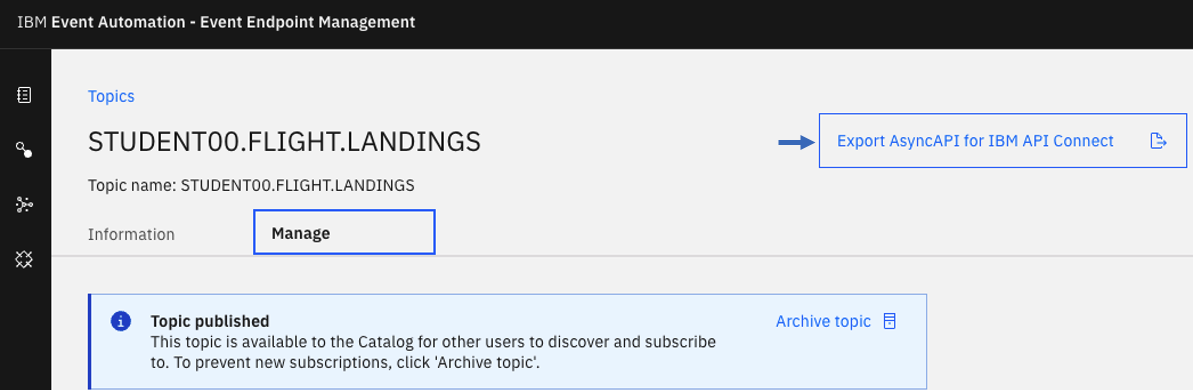 IBM Event Automation - Event Endpoint Management
Topics
STUDENT00.FLIGHT.LANDINGS
Export AsyncAPI for IBM API Connect
Topic name: STUDENT00.FLIGHT.LANDINGS
Information
Manage
Topic published
Archive topic
This topic is available to the Catalog for other users to discover and subscribe
to. To prevent new subscriptions, click 'Archive topic'.